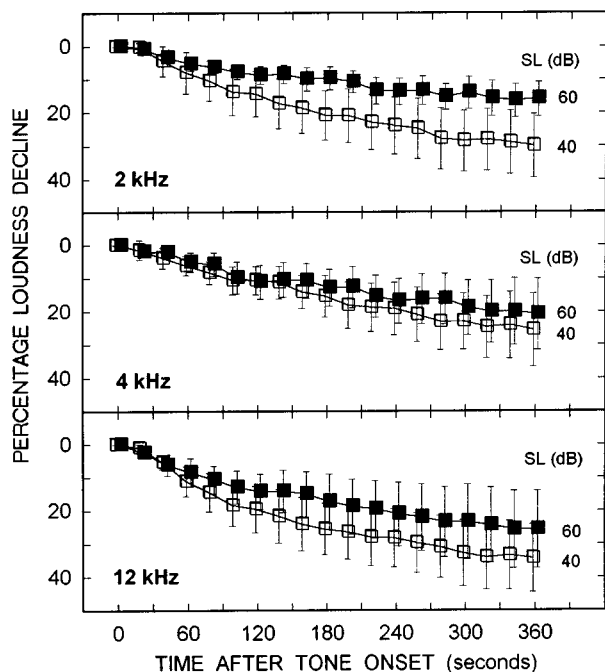 PERCENTAGE LOUDNESS DECLINE
0
20
40
SL (dB)
60
40
2 kHz
0
20
40
SL (dB)
60
40
4 kHz
0
20
40
SL (dB)
60
40
12 kHz
0 60 120 180 240 300 360
TIME AFTER TONE ONSET (seconds)